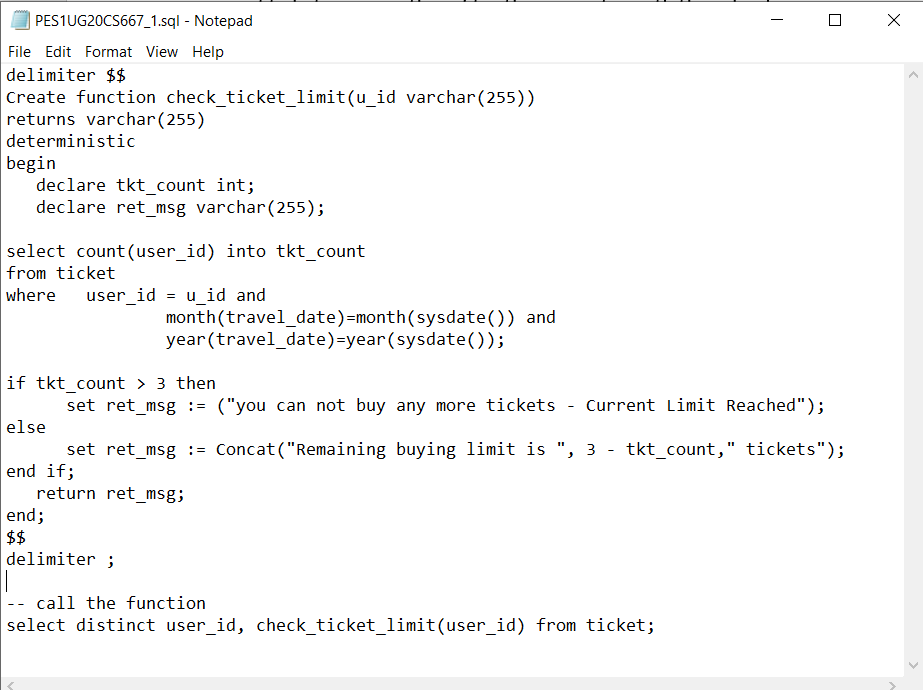 PES1UG20CS667_1.sql - Notepad
File Edit Format View Help
delimiter $$
Create function check_ticket_limit(u_id varchar(255))
returns varchar(255)
deterministic
begin
   declare tkt_count int;
   declare ret_msg varchar(255);
select count(user_id) into tkt_count
from ticket
where   user_id = u_id and
                month(travel_date)=month(sysdate()) and
                year(travel_date)=year(sysdate());
if tkt_count > 3 then
      set ret_msg := ("you can not buy any more tickets - Current Limit Reached");
else
      set ret_msg := Concat("Remaining buying limit is ", 3 - tkt_count," tickets");
end if;
   return ret_msg;
end;
$$
delimiter ;
-- call the function
select distinct user_id, check_ticket_limit(user_id) from ticket;